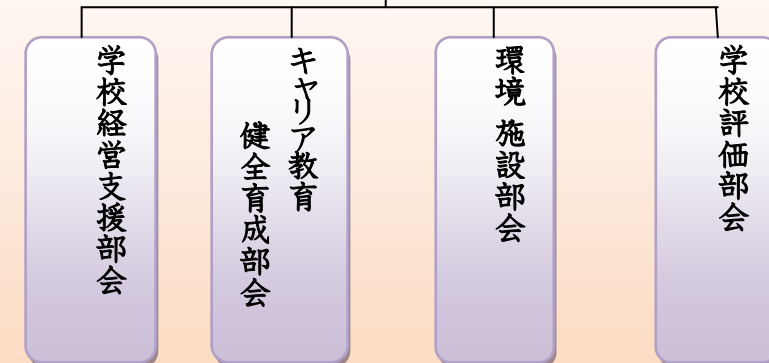 学校経営支援部会
キャリア教育
健全育成部会
環境 施設部会
学校評価部会